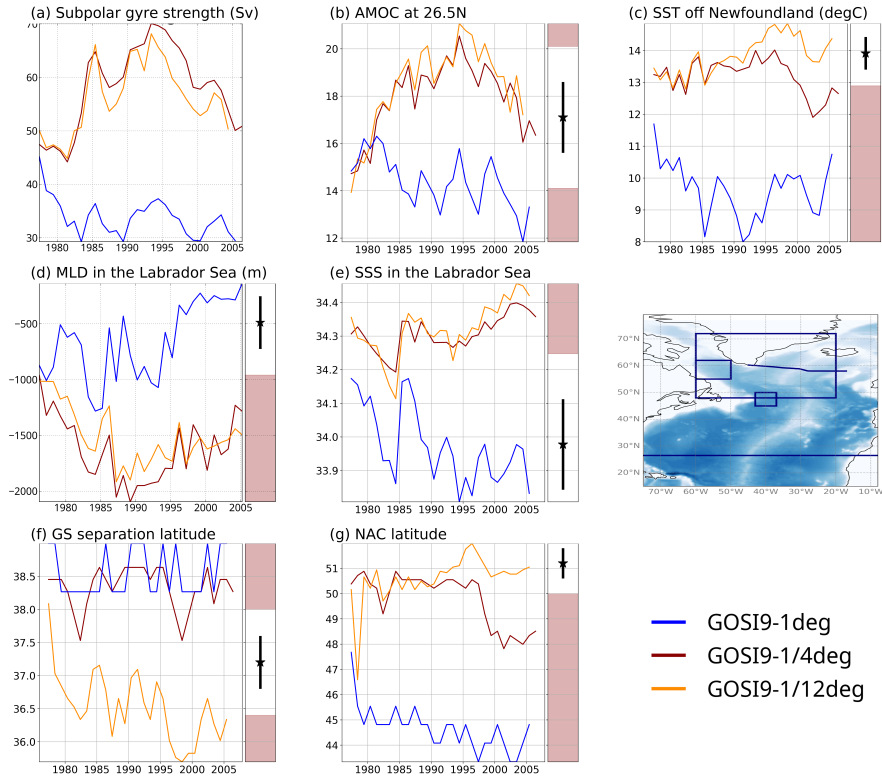 (a) Subpolar gyre strength (Sv)
70
60
50
40
30
1980 1985 1990 1995 2000 2005
(b) AMOC at 26.5N
20
18
16
14
12
1980 1985 1990 1995 2000 2005
(c) SST off Newfoundland (degC)
14
13
12
11
10
9
8
1980 1985 1990 1995 2000 2005
(d) MLD in the Labrador Sea (m)
−500
−1000
−1500
−2000
1980 1985 1990 1995 2000 2005
(e) SSS in the Labrador Sea
34.4
34.3
34.2
34.1
34.0
33.9
1980 1985 1990 1995 2000 2005
70°N
60°N
50°N
40°N
30°N
20°N
70°W 60°W 50°W 40°W 30°W 20°W 10°W
(f) GS separation latitude
38.5
38.0
37.5
37.0
36.5
36.0
1980 1985 1990 1995 2000 2005
(g) NAC latitude
51
50
49
48
47
46
45
44
1980 1985 1990 1995 2000 2005
GOSI9-1deg
GOSI9-1/4deg
GOSI9-1/12deg